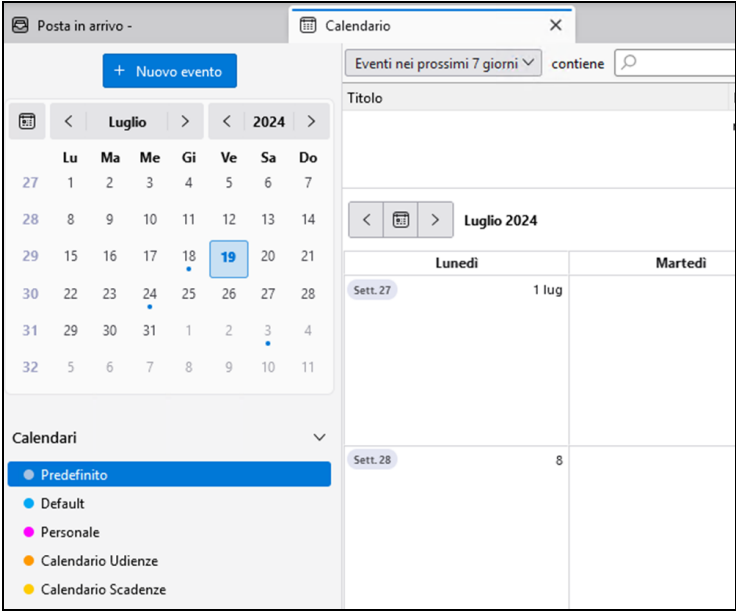 Posta in arrivo -
Calendario
+ Nuovo evento
Eventi nei prossimi 7 giorni
contiene
Titolo
Luglio
2024
Lu Ma Me Gi Ve Sa Do
27 1 2 3 4 5 6 7
28 8 9 10 11 12 13 14
29 15 16 17 18 19 20 21
30 22 23 24 25 26 27 28
31 29 30 31 1 2 3 4
32 5 6 7 8 9 10 11
Calendari
Predefinito
Default
Personale
Calendario Udienze
Calendario Scadenze
Luglio 2024
Lunedì Martedì
Sett. 27 1 lug
Sett. 28 8